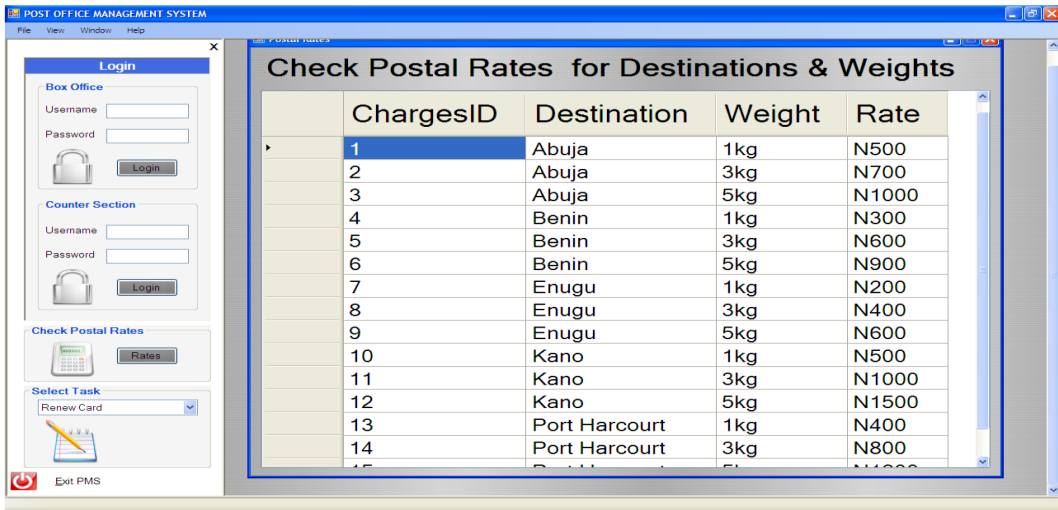 POST OFFICE MANAGEMENT SYSTEM
File View Window Help
Login
Box Office
Username
Password
Login
Counter Section
Username
Password
Login
Check Postal Rates
Rates
Select Task
Renew Card
Exit PMS
Postal Rates
Check Postal Rates for Destinations & Weights
ChargesID Destination Weight Rate
1 Abuja 1kg N500
2 Abuja 3kg N700
3 Abuja 5kg N1000
4 Benin 1kg N300
5 Benin 3kg N600
6 Benin 5kg N900
7 Enugu 1kg N200
8 Enugu 3kg N400
9 Enugu 5kg N600
10 Kano 1kg N500
11 Kano 3kg N1000
12 Kano 5kg N1500
13 Port Harcourt 1kg N400
14 Port Harcourt 3kg N800